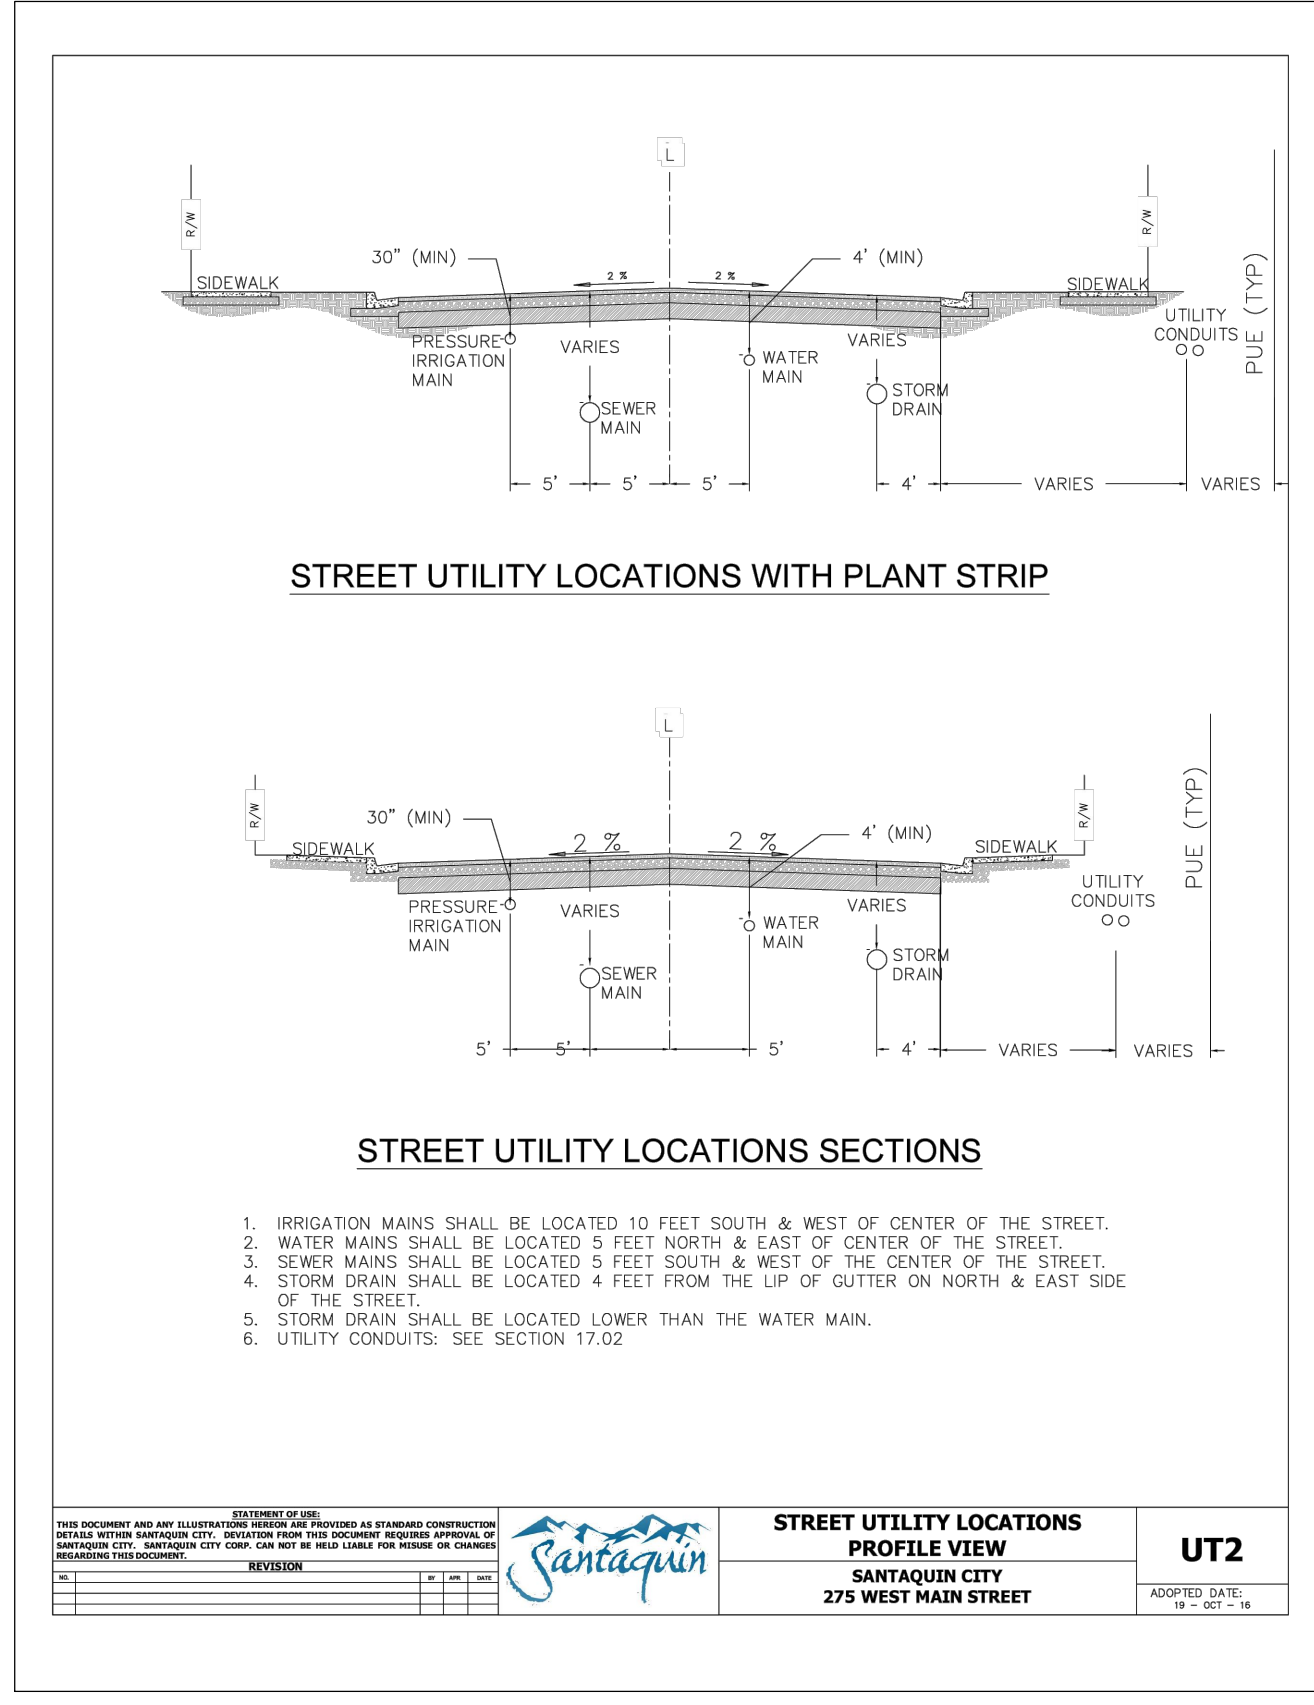 L
R/W
R/W
30" (MIN)
4' (MIN)
2 %
2 %
SIDEWALK
SIDEWALK
PUE (TYP)
UTILITY
CONDUITS
PRESSURE
IRRIGATION
MAIN
VARIES
WATER
MAIN
VARIES
SEWER
MAIN
STORM
DRAIN
5' 5' 5' 4' VARIES VARIES
STREET UTILITY LOCATIONS WITH PLANT STRIP
L
R/W
R/W
30" (MIN)
4' (MIN)
2 %
2 %
SIDEWALK
SIDEWALK
PUE (TYP)
UTILITY
CONDUITS
PRESSURE
IRRIGATION
MAIN
VARIES
WATER
MAIN
VARIES
SEWER
MAIN
STORM
DRAIN
5' 5' 5' 4' VARIES VARIES
STREET UTILITY LOCATIONS SECTIONS
1. IRRIGATION MAINS SHALL BE LOCATED 10 FEET SOUTH & WEST OF CENTER OF THE STREET.
2. WATER MAINS SHALL BE LOCATED 5 FEET NORTH & EAST OF CENTER OF THE STREET.
3. SEWER MAINS SHALL BE LOCATED 5 FEET SOUTH & WEST OF THE CENTER OF THE STREET.
4. STORM DRAIN SHALL BE LOCATED 4 FEET FROM THE LIP OF GUTTER ON NORTH & EAST SIDE
OF THE STREET.
5. STORM DRAIN SHALL BE LOCATED LOWER THAN THE WATER MAIN.
6. UTILITY CONDUITS: SEE SECTION 17.02
STATEMENT OF USE:
THIS DOCUMENT AND ANY ILLUSTRATIONS HEREON ARE PROVIDED AS STANDARD CONSTRUCTION
DETAILS WITHIN SANTAQUIN CITY. DEVIATION FROM THIS DOCUMENT REQUIRES APPROVAL OF
SANTAQUIN CITY. SANTAQUIN CITY CORP. CAN NOT BE HELD LIABLE FOR MISUSE OR CHANGES
REGARDING THIS DOCUMENT.
REVISION
NO. BY APR DATE
Santaquin
STREET UTILITY LOCATIONS
PROFILE VIEW
SANTAQUIN CITY
275 WEST MAIN STREET
UT2
ADOPTED DATE:
19 - OCT - 16